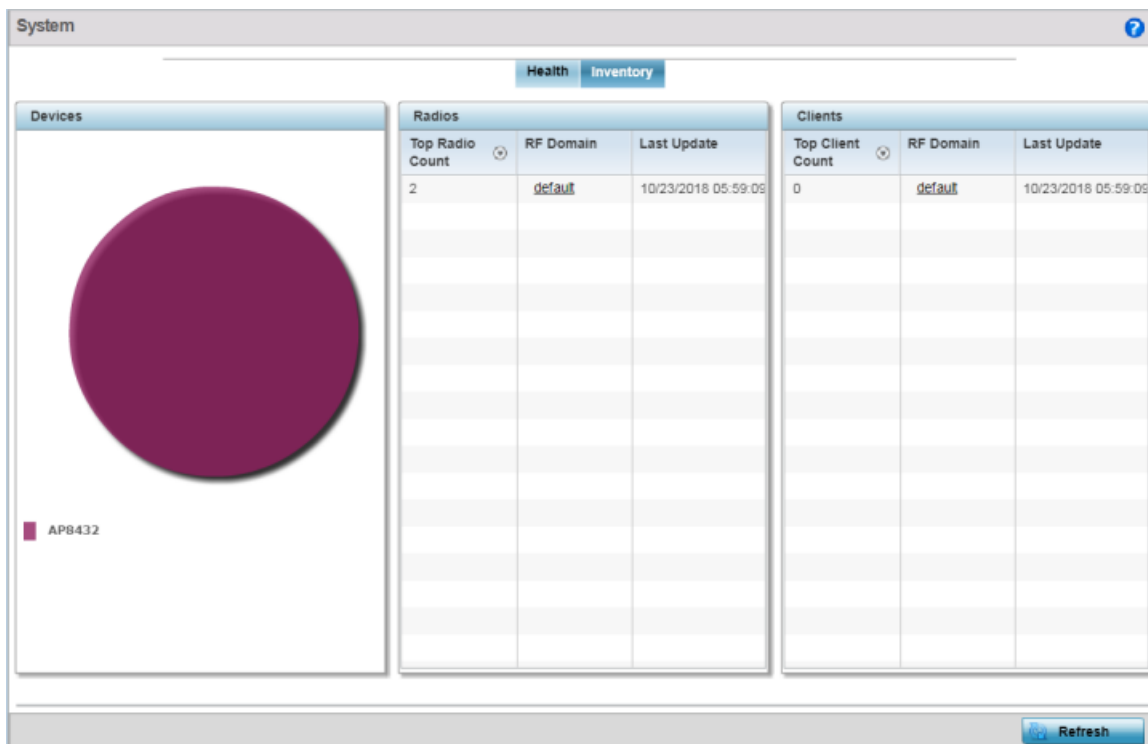 System
Health Inventory
Devices
AP8432
Radios
Top Radio Count RF Domain Last Update
2 default 10/23/2018 05:59:09
Clients
Top Client Count RF Domain Last Update
0 default 10/23/2018 05:59:09
Refresh